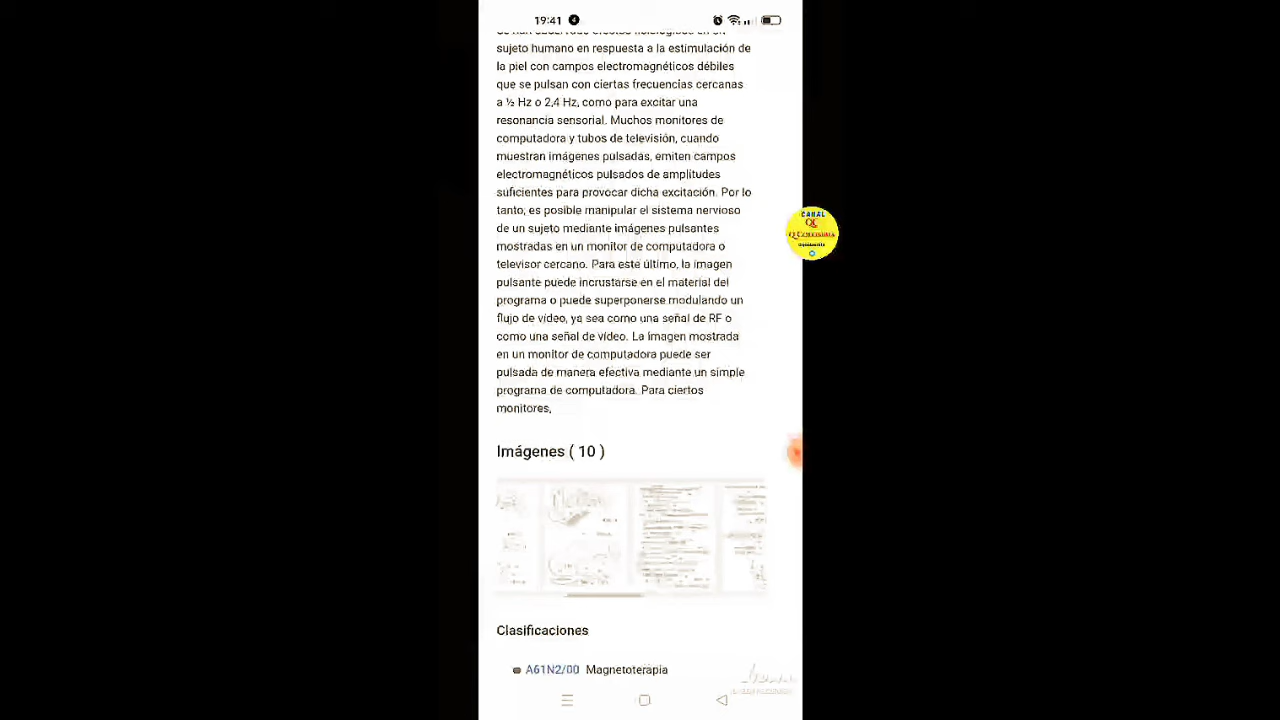 19:41
sujeto humano en respuesta a la estimulación de
la piel con campos electromagnéticos débiles
que se pulsan con ciertas frecuencias cercanas
a ½ Hz o 2,4 Hz, como para excitar una
resonancia sensorial. Muchos monitores de
computadora y tubos de televisión, cuando
muestran imágenes pulsadas, emiten campos
electromagnéticos pulsados de amplitudes
suficientes para provocar dicha excitación. Por lo
tanto, es posible manipular el sistema nervioso
de un sujeto mediante imágenes pulsantes
mostradas en un monitor de computadora o
televisor cercano. Para este último, la imagen
pulsante puede incrustarse en el material del
programa o puede superponerse modulando un
flujo de vídeo, ya sea como una señal de RF o
como una señal de vídeo. La imagen mostrada
en un monitor de computadora puede ser
pulsada de manera efectiva mediante un simple
programa de computadora. Para ciertos
monitores,
CANAL
QC
Imágenes ( 10 )
Clasificaciones
A61N2/00 Magnetoterapia